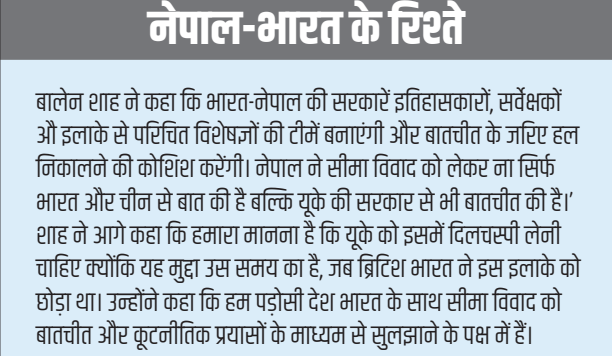 नेपाल-भारत के रिश्ते
बालेन शाह ने कहा कि भारत-नेपाल की सरकारें इतिहासकारों, सर्वेक्षकों
औ इलाके से परिचित विशेषज्ञों की टीमें बनाएंगी और बातचीत के जरिए हल
निकालने की कोशिश करेंगी। नेपाल ने सीमा विवाद को लेकर ना सिर्फ
भारत और चीन से बात की है बल्कि यूके की सरकार से भी बातचीत की है।'
शाह ने आगे कहा कि हमारा मानना है कि यूके को इसमें दिलचस्पी लेनी
चाहिए क्योंकि यह मुद्दा उस समय का है, जब ब्रिटिश भारत ने इस इलाके को
छोड़ा था। उन्होंने कहा कि हम पड़ोसी देश भारत के साथ सीमा विवाद को
बातचीत और कूटनीतिक प्रयासों के माध्यम से सुलझाने के पक्ष में हैं।